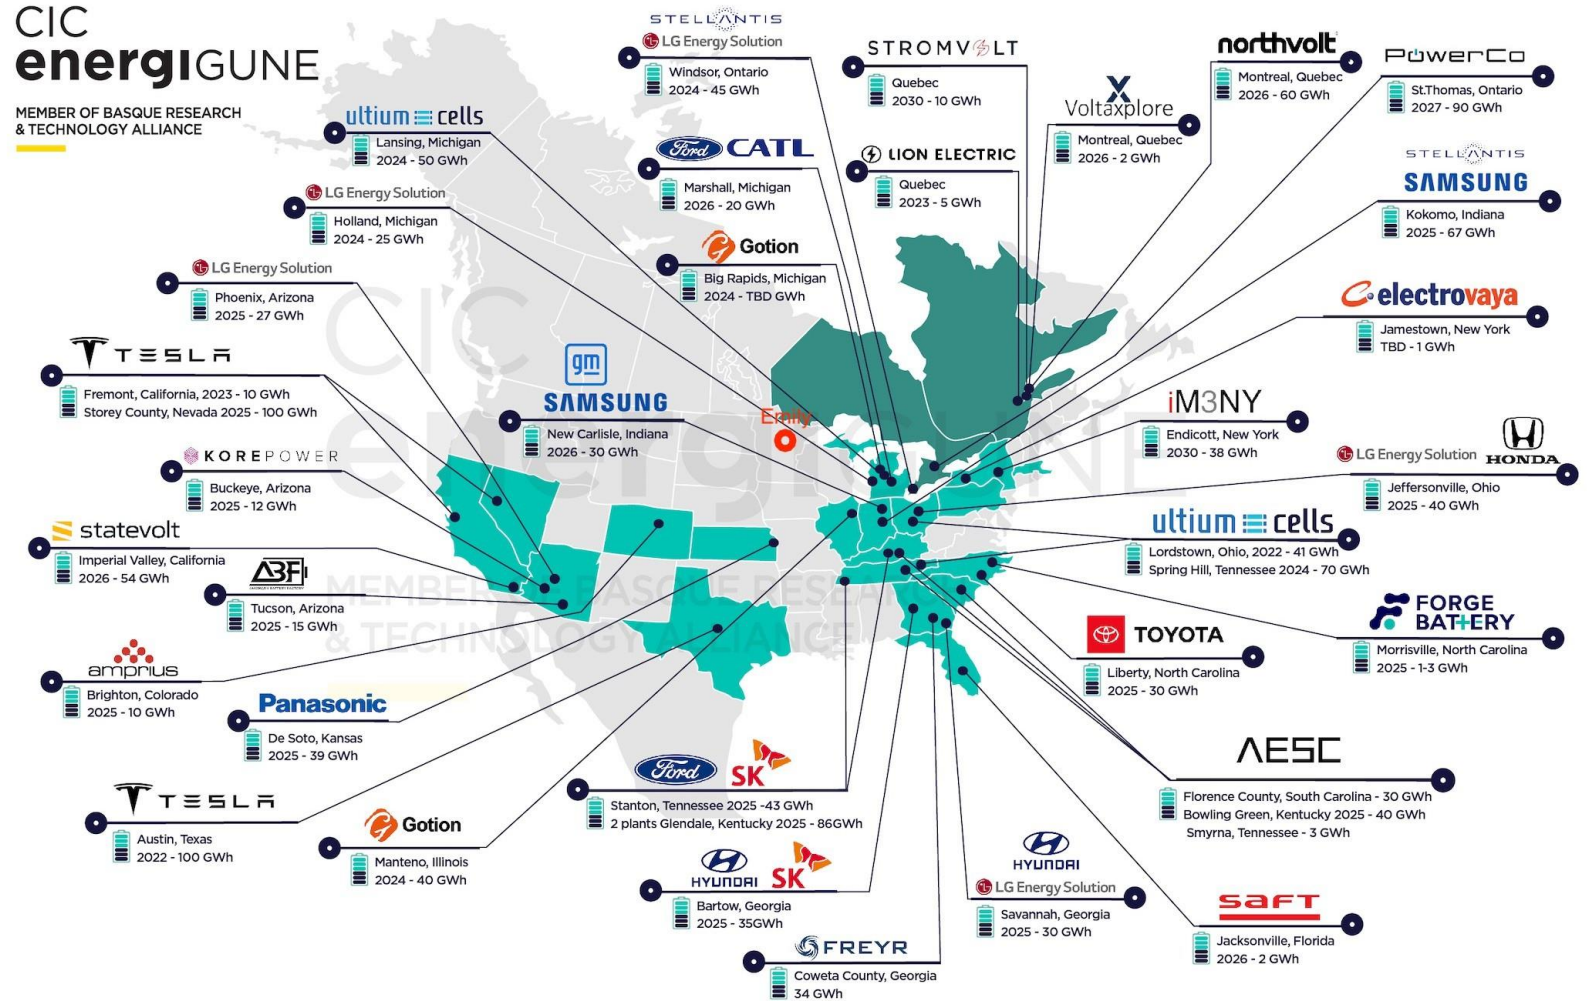 CIC
energiGUNE
MEMBER OF BASQUE RESEARCH
& TECHNOLOGY ALLIANCE
STELLANTIS
LG Energy Solution
Windsor, Ontario
2024 - 45 GWh
STROMVOLT
Quebec
2030 - 10 GWh
northvolt
Montreal, Quebec
2026 - 60 GWh
PowerCo
St.Thomas, Ontario
2027 - 90 GWh
Voltaxplore
Montreal, Quebec
2026 - 2 GWh
ultium cells
Lansing, Michigan
2024 - 50 GWh
Ford CATL
Marshall, Michigan
2026 - 20 GWh
LION ELECTRIC
Quebec
2023 - 5 GWh
STELLANTIS
SAMSUNG
Kokomo, Indiana
2025 - 67 GWh
LG Energy Solution
Holland, Michigan
2024 - 25 GWh
Gotion
Big Rapids, Michigan
2024 - TBD GWh
LG Energy Solution
Phoenix, Arizona
2025 - 27 GWh
electrovaya
Jamestown, New York
TBD - 1 GWh
TESLA
Fremont, California, 2023 - 10 GWh
Storey County, Nevada 2025 - 100 GWh
gm
SAMSUNG
New Carlisle, Indiana
2026 - 30 GWh
Emily
iM3NY
Endicott, New York
2030 - 38 GWh
LG Energy Solution HONDA
Jeffersonville, Ohio
2025 - 40 GWh
KOREPOWER
Buckeye, Arizona
2025 - 12 GWh
statevolt
Imperial Valley, California
2026 - 54 GWh
ultium cells
Lordstown, Ohio, 2022 - 41 GWh
Spring Hill, Tennessee 2024 - 70 GWh
ABF
Tucson, Arizona
2025 - 15 GWh
FORGE
BATTERY
Morrisville, North Carolina
2025 - 1-3 GWh
TOYOTA
Liberty, North Carolina
2025 - 30 GWh
amprius
Brighton, Colorado
2025 - 10 GWh
Panasonic
De Soto, Kansas
2025 - 39 GWh
AESC
Florence County, South Carolina - 30 GWh
Bowling Green, Kentucky 2025 - 40 GWh
Smyrna, Tennessee - 3 GWh
Ford SK
Stanton, Tennessee 2025 -43 GWh
2 plants Glendale, Kentucky 2025 - 86GWh
TESLA
Austin, Texas
2022 - 100 GWh
Gotion
Manteno, Illinois
2024 - 40 GWh
HYUNDAI SK
Bartow, Georgia
2025 - 35GWh
HYUNDAI
LG Energy Solution
Savannah, Georgia
2025 - 30 GWh
saft
Jacksonville, Florida
2026 - 2 GWh
FREYR
Coweta County, Georgia
34 GWh
CIC
energiGUNE
MEMBER OF BASQUE RESEARCH
& TECHNOLOGY ALLIANCE